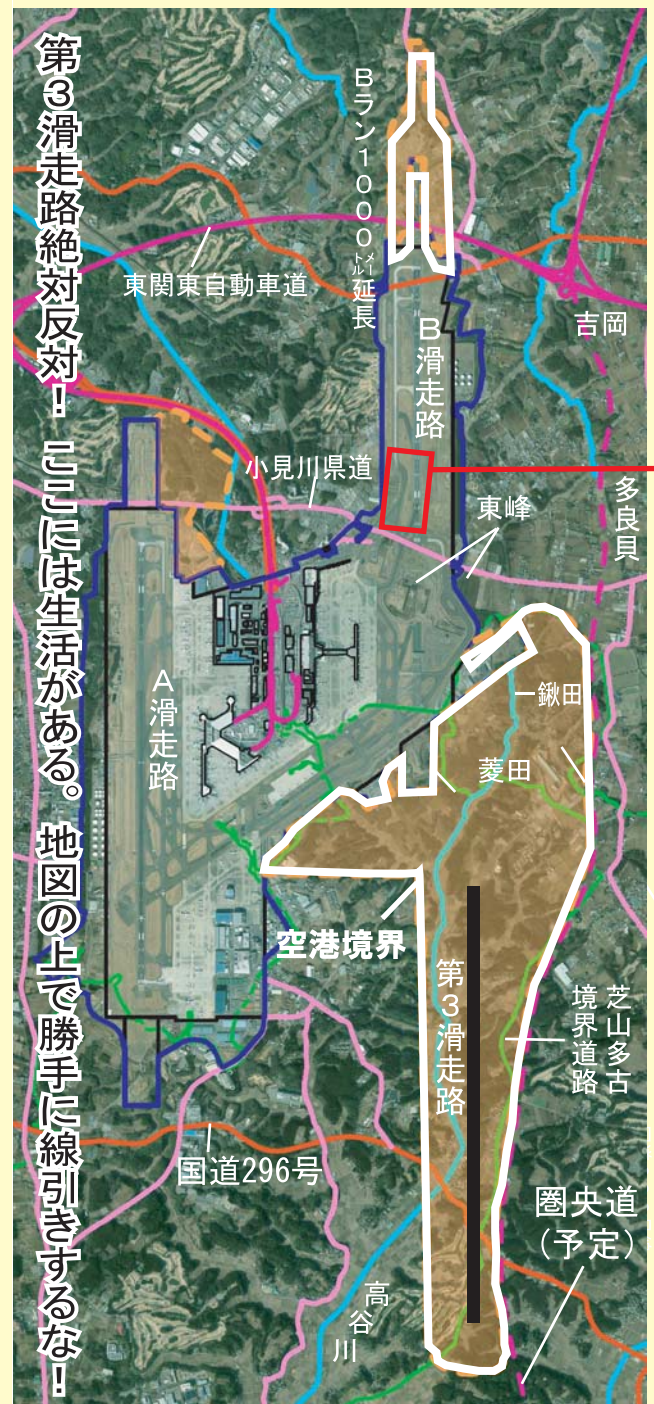 第3滑走路絶対反対！ ここには生活がある。地図の上で勝手に線引きするな！
Bラン1000メートル延長
東関東自動車道
B滑走路
吉岡
小見川県道
多良貝
東峰
A滑走路
鍬田
菱田
空港境界
第3滑走路
芝山多古
境界道路
国道296号
圏央道
(予定)
高谷川